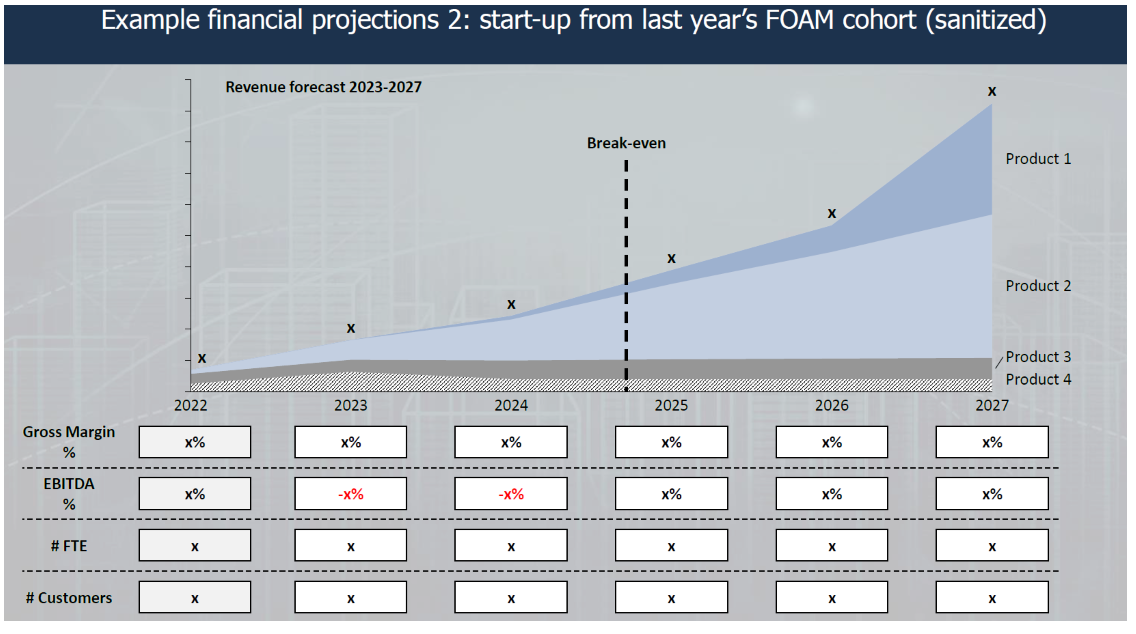 Example financial projections 2: start-up from last year’s FOAM cohort (sanitized)
Revenue forecast 2023-2027
x
Break-even
Product 1
x
x
Product 2
x
x
x
Product 3
Product 4
2022 2023 2024 2025 2026 2027
Gross Margin
%
x% x% x% x% x% x%
EBITDA
%
x% -x% -x% x% x% x%
# FTE x x x x x x
# Customers x x x x x x